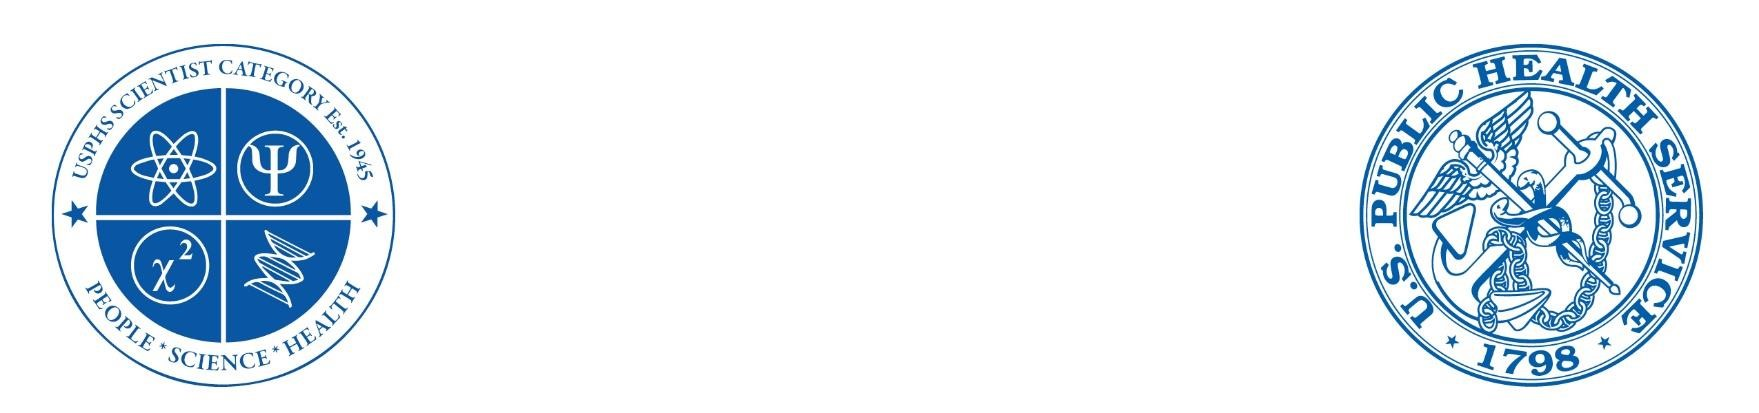 USPHS SCIENTIST CATEGORY Est. 1945
Ψ
χ²
PEOPLE * SCIENCE * HEALTH
U.S. PUBLIC HEALTH SERVICE
1798